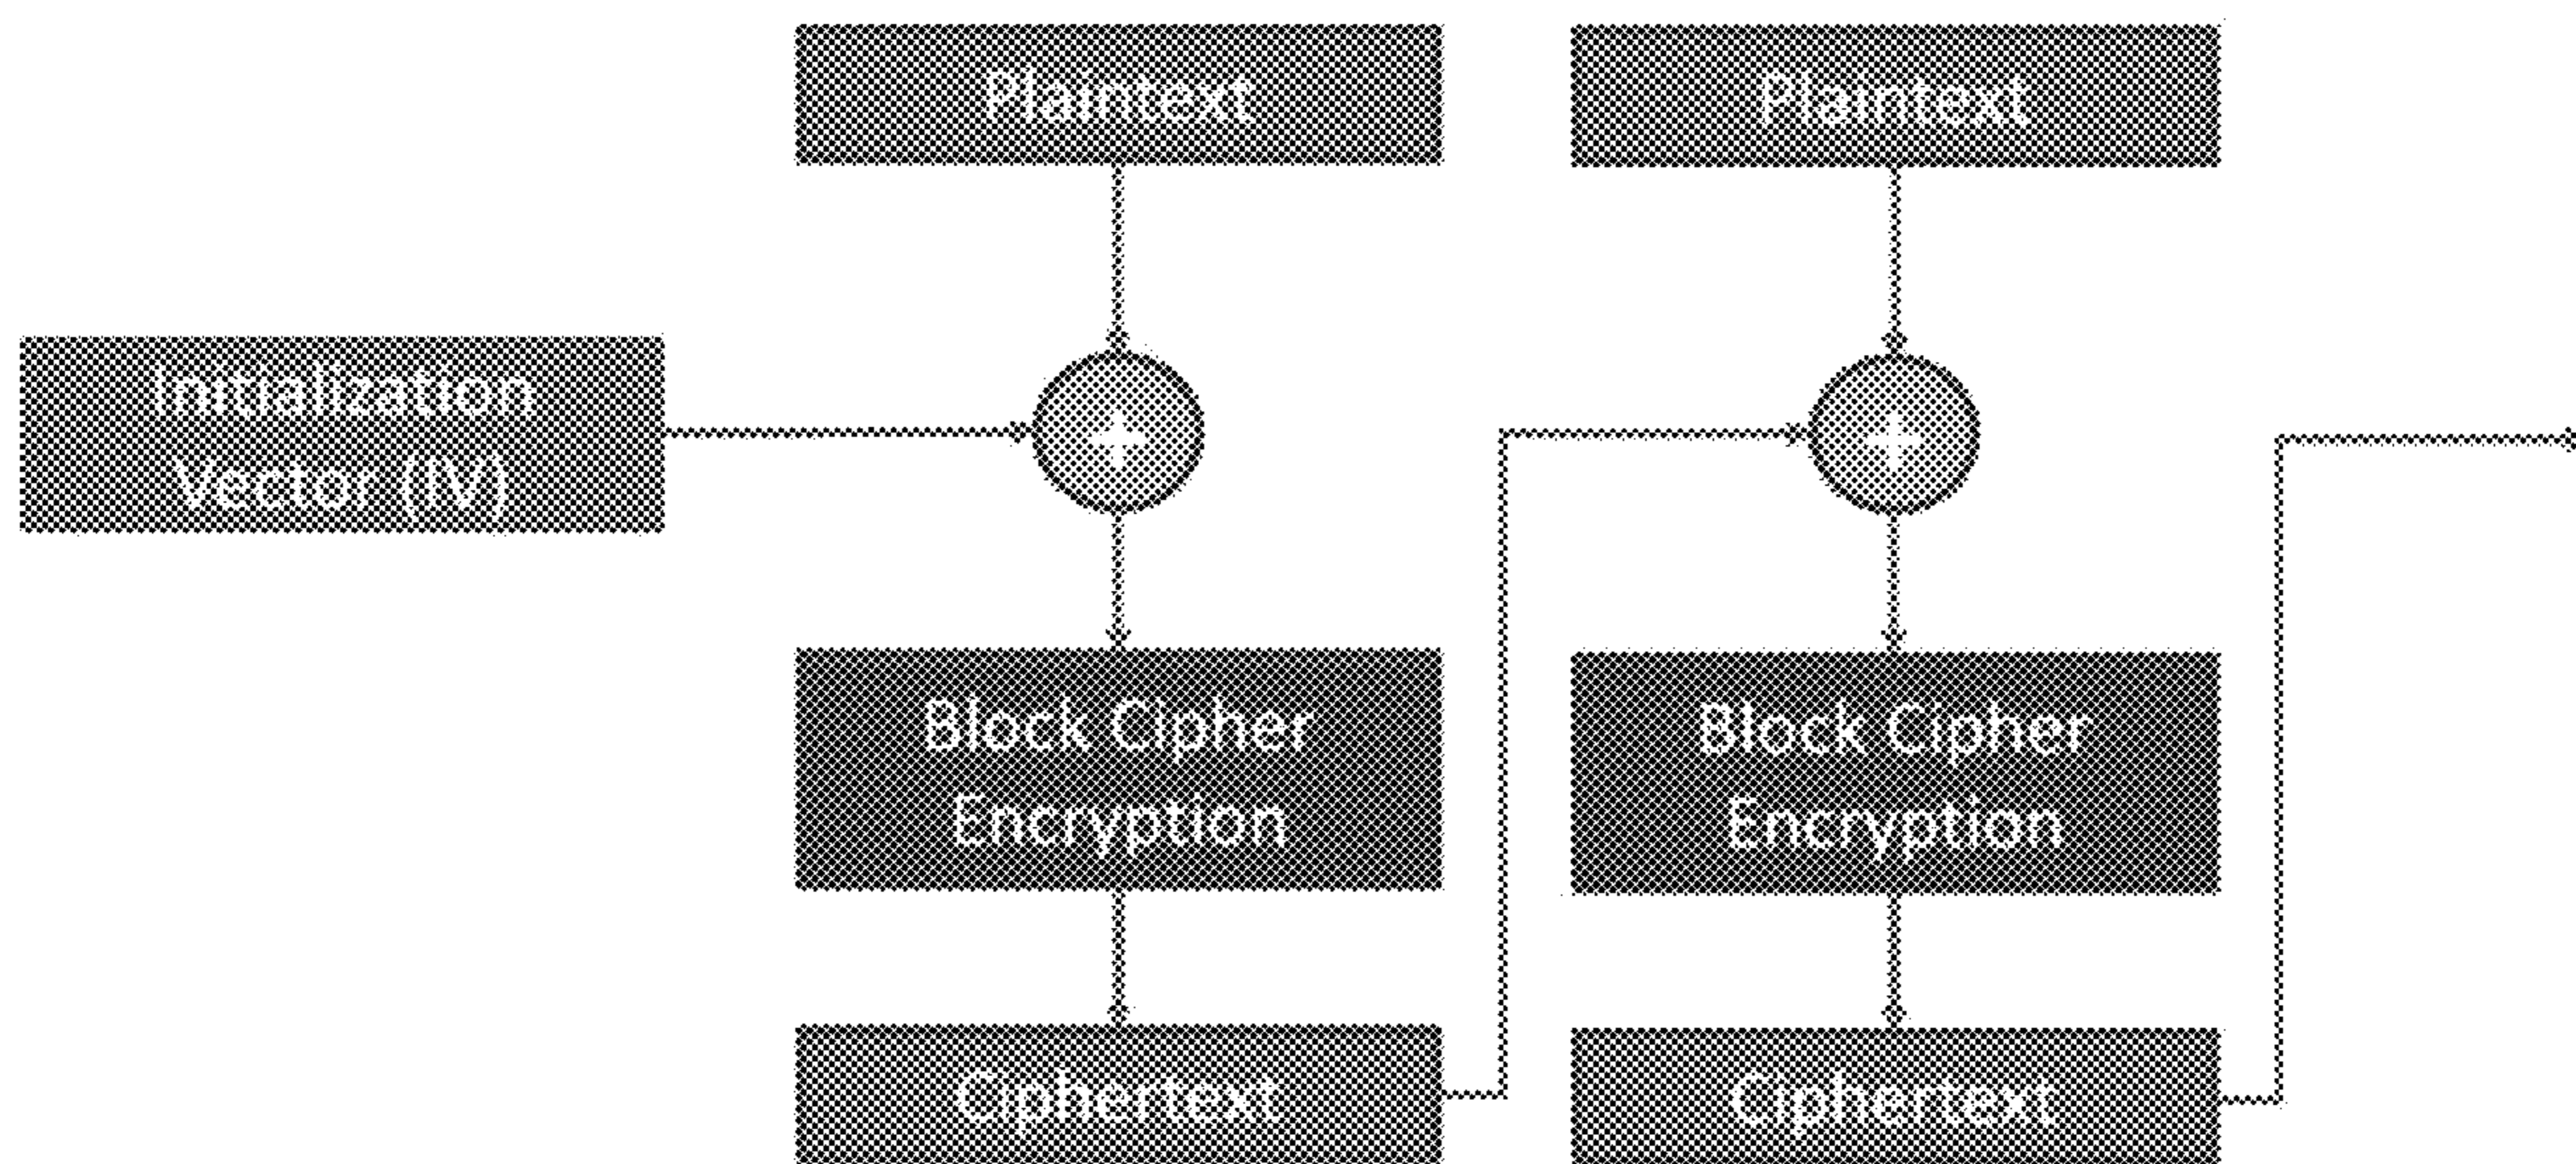 Plaintext
Plaintext
Initialization
Vector (IV)
+
+
Block Cipher
Encryption
Block Cipher
Encryption
Ciphertext
Ciphertext